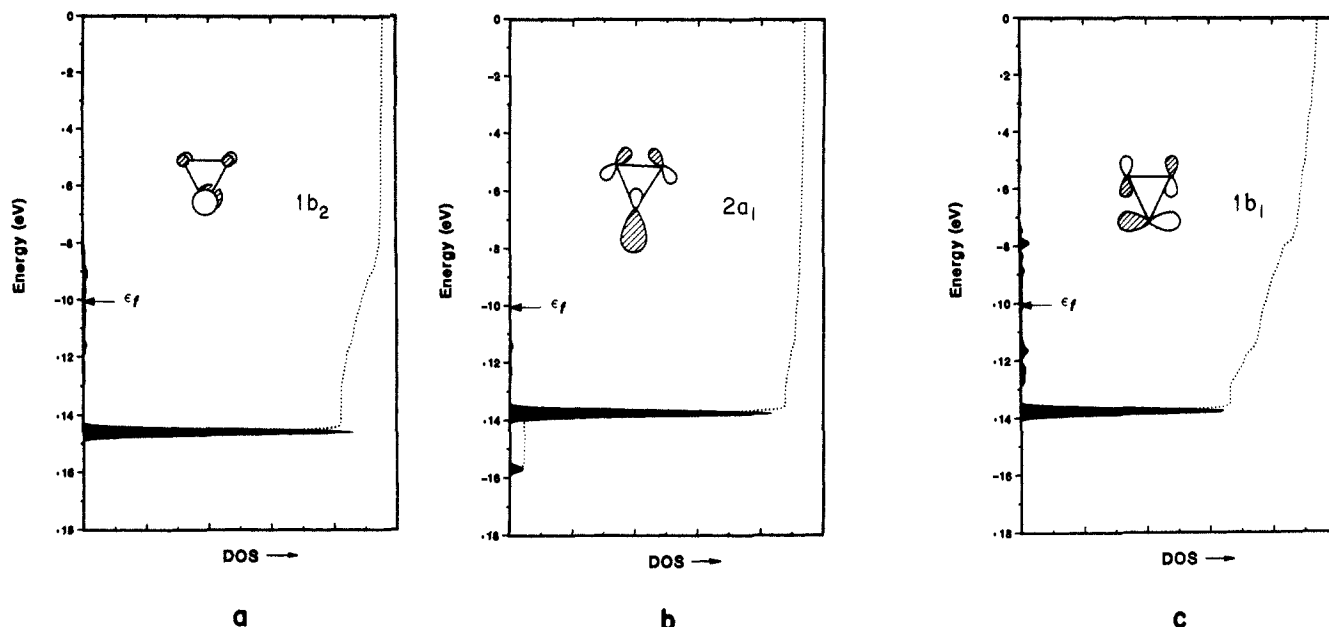 0
-2
-4
-6
-8
-10
-12
-14
-16
-18
Energy (eV)
1b₂
εf
DOS →
a
0
-2
-4
-6
-8
-10
-12
-14
-16
-18
Energy (eV)
2a₁
εf
DOS →
b
0
-2
-4
-6
-8
-10
-12
-14
-16
-18
Energy (eV)
1b₁
εf
DOS →
c